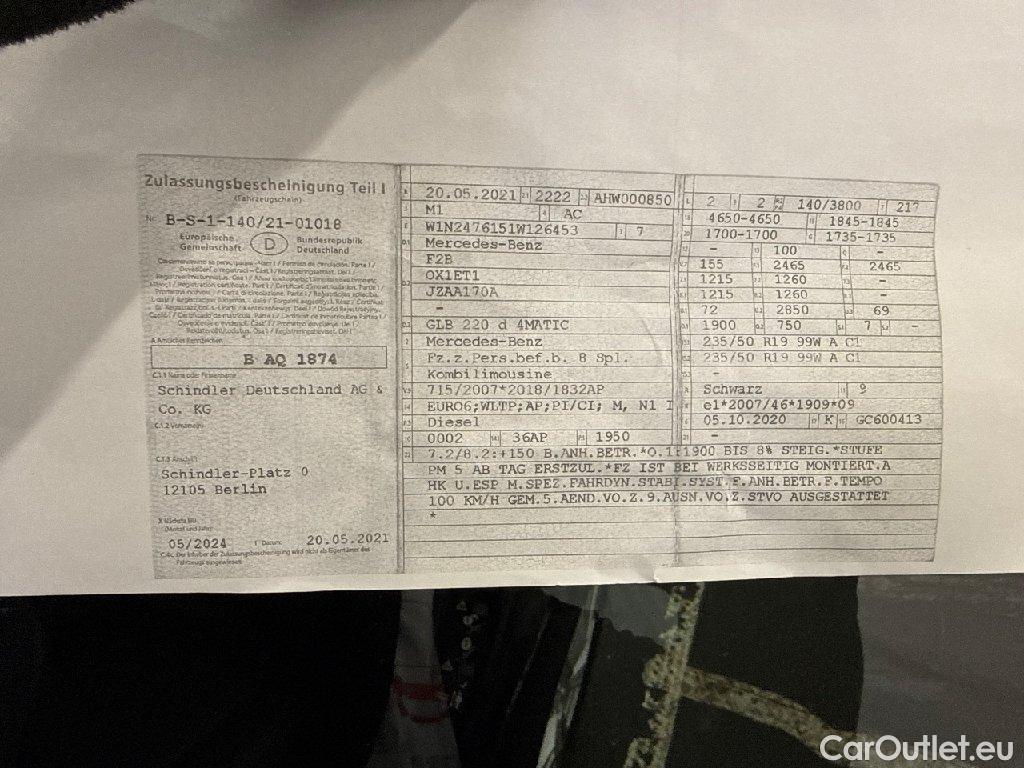 Zulassungsbescheinigung Teil I
(Fahrzeugschein)
Nr. B-S-1-140/21-01018
Europäische Gemeinschaft
D
Bundesrepublik Deutschland
B AQ 1874
Schindler Deutschland AG &
Co. KG
Schindler-Platz 0
12105 Berlin
05/2024
20.05.2021
20.05.2021 2222 AHW000850
M1 AC
W1N2476151W126453 7
Mercedes-Benz
F2B
OX1ET1
JZAA170A
-
GLB 220 d 4MATIC
Mercedes-Benz
Fz.z.Pers.bef.b. 8 Spl.
Kombilimousine
715/2007*2018/1832AP
EURO6;WLTP;AP;PI/CI; M, N1 I
Diesel
0002 36AP 1950
2 2 140/3800 217
4650-4650 1845-1845
1700-1700 1735-1735
- 100 -
155 2465 2465
1215 1260 -
1215 1260 -
72 2850 69
1900 750 7 -
235/50 R19 99W A C1
235/50 R19 99W A C1
-
Schwarz 9
e1*2007/46*1909*09
05.10.2020 K GC600413
-
7.2/8.2:+150 B.ANH.BETR.*O.1:1900 BIS 8% STEIG.*STUFE
PM 5 AB TAG ERSTZUL.*FZ IST BEI WERKSSEITIG MONTIERT.A
HK U.ESP M.SPEZ.FAHRDYN.STABI.SYST.F.ANH.BETR.F.TEMPO
100 KM/H GEM.5.AEND.VO.Z.9.AUSN.VO.Z.STVO AUSGESTATTET
*
CarOutlet.eu